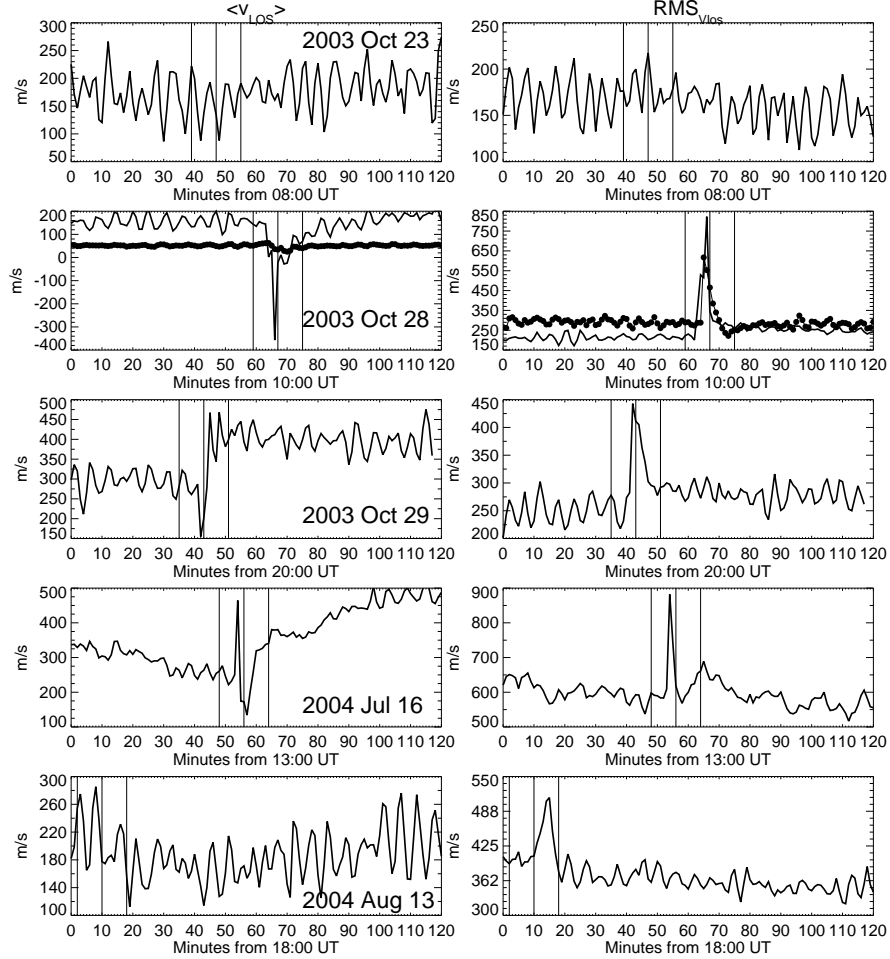 <v_LOS> RMS_Vlos
2003 Oct 23
m/s
300
250
200
150
100
50
0 10 20 30 40 50 60 70 80 90 100 110 120
Minutes from 08:00 UT
m/s
250
200
150
100
0 10 20 30 40 50 60 70 80 90 100 110 120
Minutes from 08:00 UT
2003 Oct 28
m/s
200
100
0
-100
-200
-300
-400
0 10 20 30 40 50 60 70 80 90 100 110 120
Minutes from 10:00 UT
m/s
850
750
650
550
450
350
250
150
0 10 20 30 40 50 60 70 80 90 100 110 120
Minutes from 10:00 UT
2003 Oct 29
m/s
500
450
400
350
300
250
200
150
0 10 20 30 40 50 60 70 80 90 100 110 120
Minutes from 20:00 UT
m/s
450
400
350
300
250
200
0 10 20 30 40 50 60 70 80 90 100 110 120
Minutes from 20:00 UT
2004 Jul 16
m/s
500
400
300
200
100
0 10 20 30 40 50 60 70 80 90 100 110 120
Minutes from 13:00 UT
m/s
900
800
700
600
500
0 10 20 30 40 50 60 70 80 90 100 110 120
Minutes from 13:00 UT
2004 Aug 13
m/s
300
260
220
180
140
100
0 10 20 30 40 50 60 70 80 90 100 110 120
Minutes from 18:00 UT
m/s
550
488
425
362
300
0 10 20 30 40 50 60 70 80 90 100 110 120
Minutes from 18:00 UT